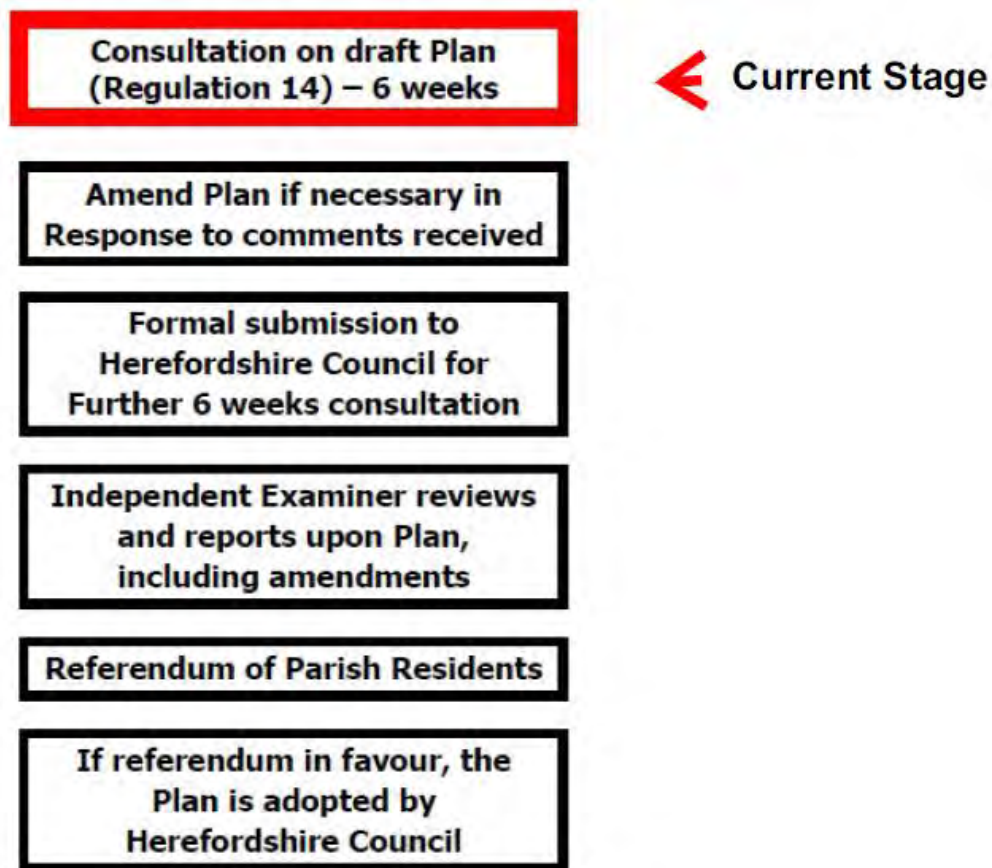 Consultation on draft Plan
(Regulation 14) – 6 weeks
Current Stage
Amend Plan if necessary in
Response to comments received
Formal submission to
Herefordshire Council for
Further 6 weeks consultation
Independent Examiner reviews
and reports upon Plan,
including amendments
Referendum of Parish Residents
If referendum in favour, the
Plan is adopted by
Herefordshire Council